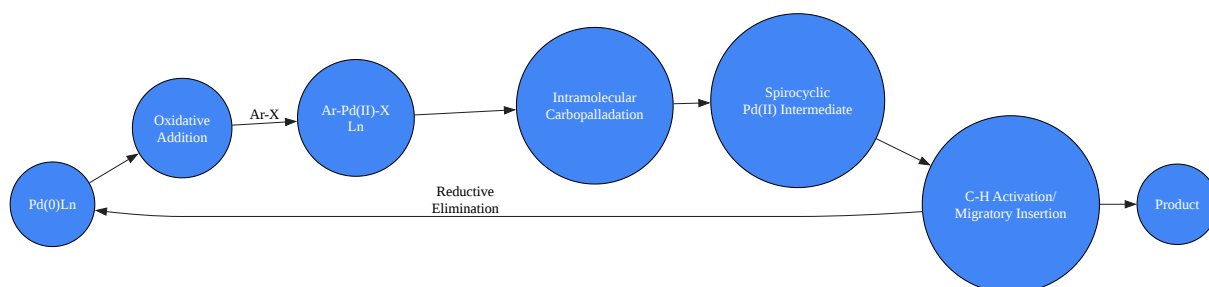 Pd(0)Ln
Oxidative
Addition
Ar-X
Ar-Pd(II)-X
Ln
Intramolecular
Carbopalladation
Spirocyclic
Pd(II) Intermediate
C-H Activation/
Migratory Insertion
Reductive
Elimination
Product